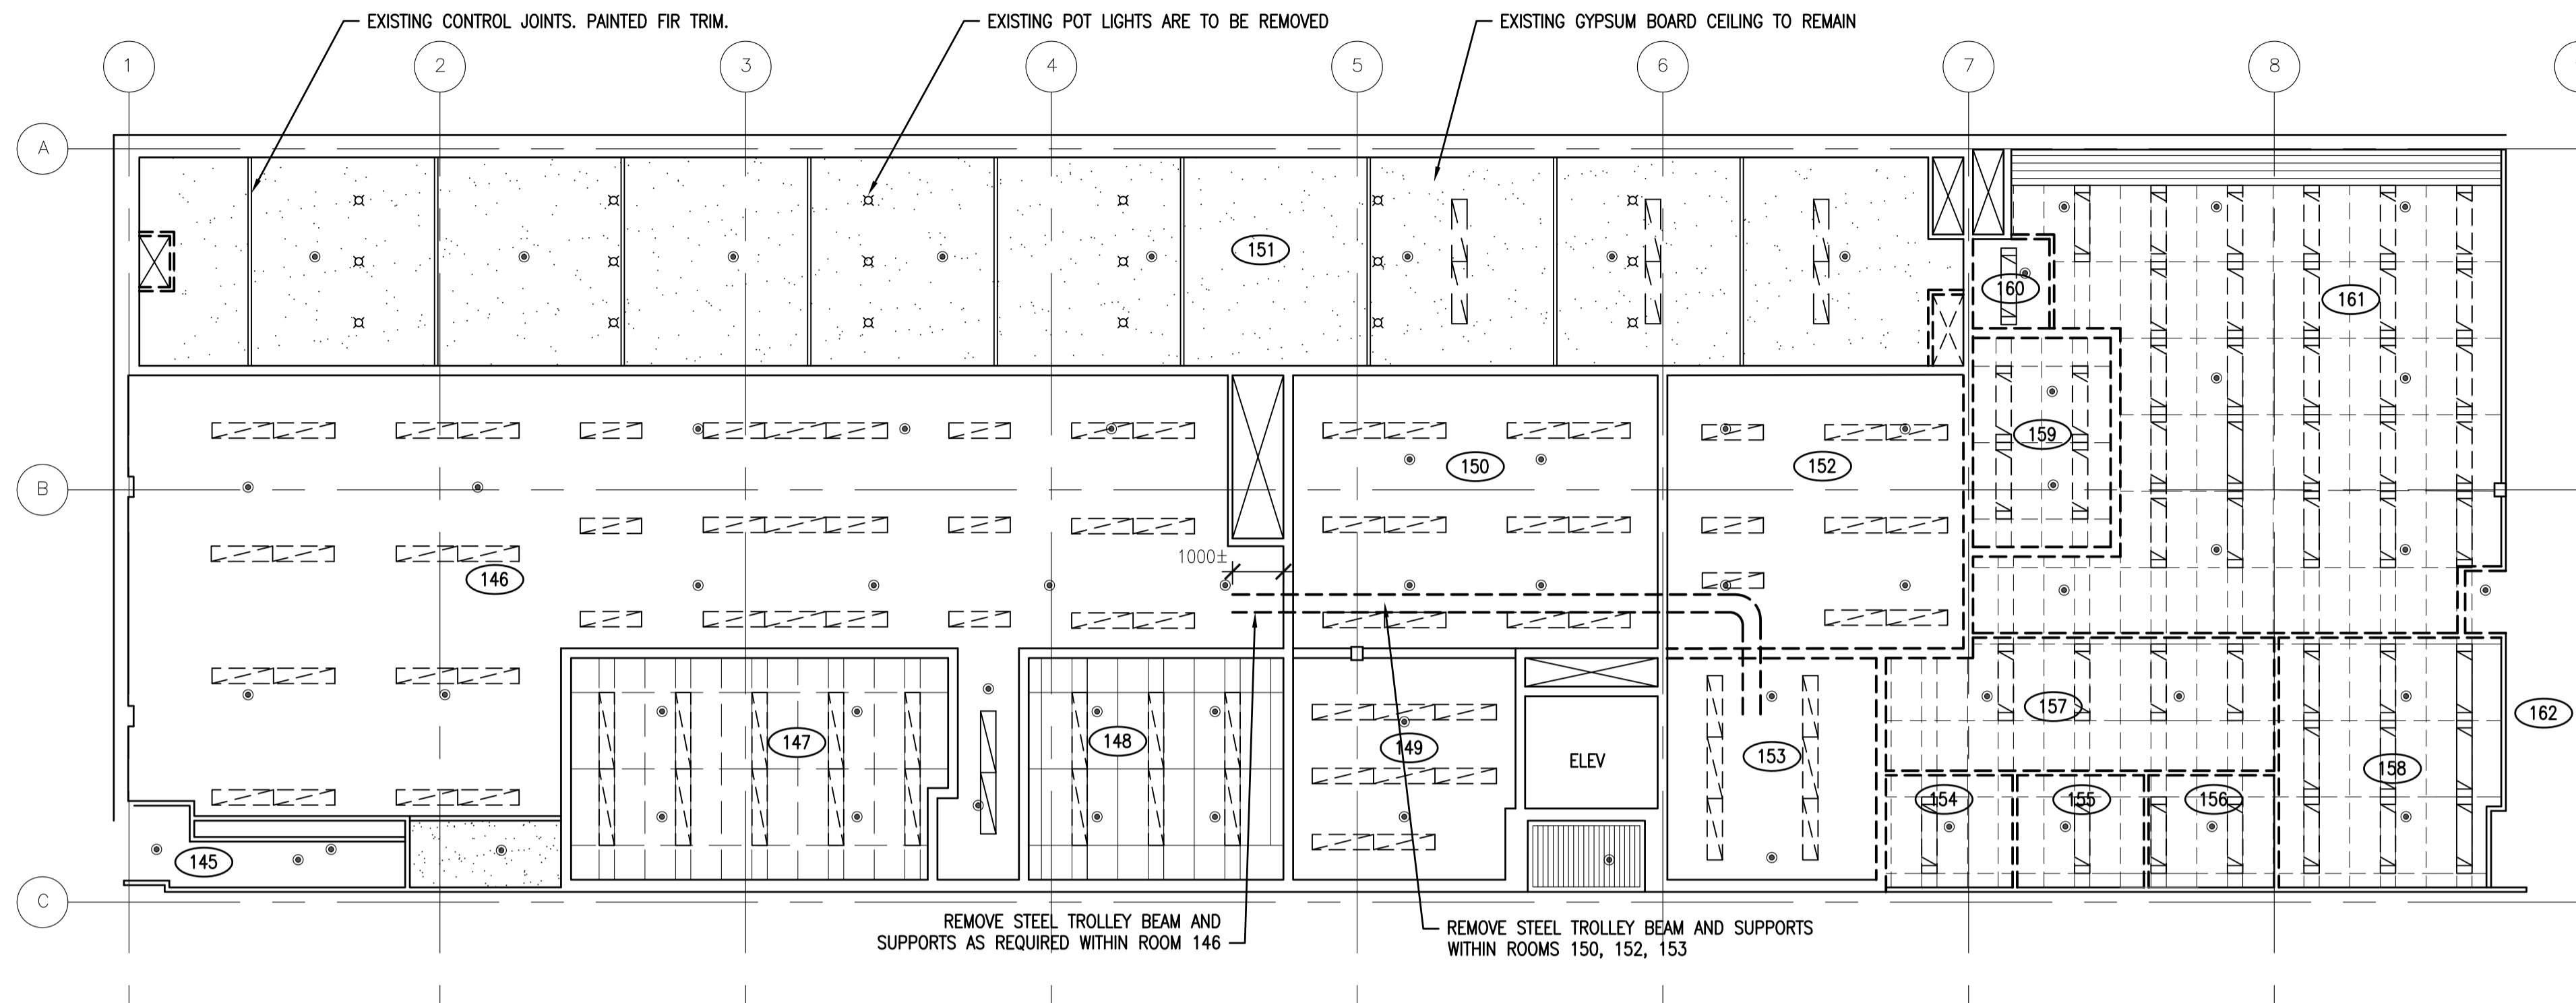 EXISTING CONTROL JOINTS. PAINTED FIR TRIM.
EXISTING POT LIGHTS ARE TO BE REMOVED
EXISTING GYPSUM BOARD CEILING TO REMAIN
1
2
3
4
5
6
7
8
A
151
160
161
159
150
152
B
1000±
146
157
162
147
148
149
153
ELEV
158
154
155
156
145
C
REMOVE STEEL TROLLEY BEAM AND
SUPPORTS AS REQUIRED WITHIN ROOM 146
REMOVE STEEL TROLLEY BEAM AND SUPPORTS
WITHIN ROOMS 150, 152, 153